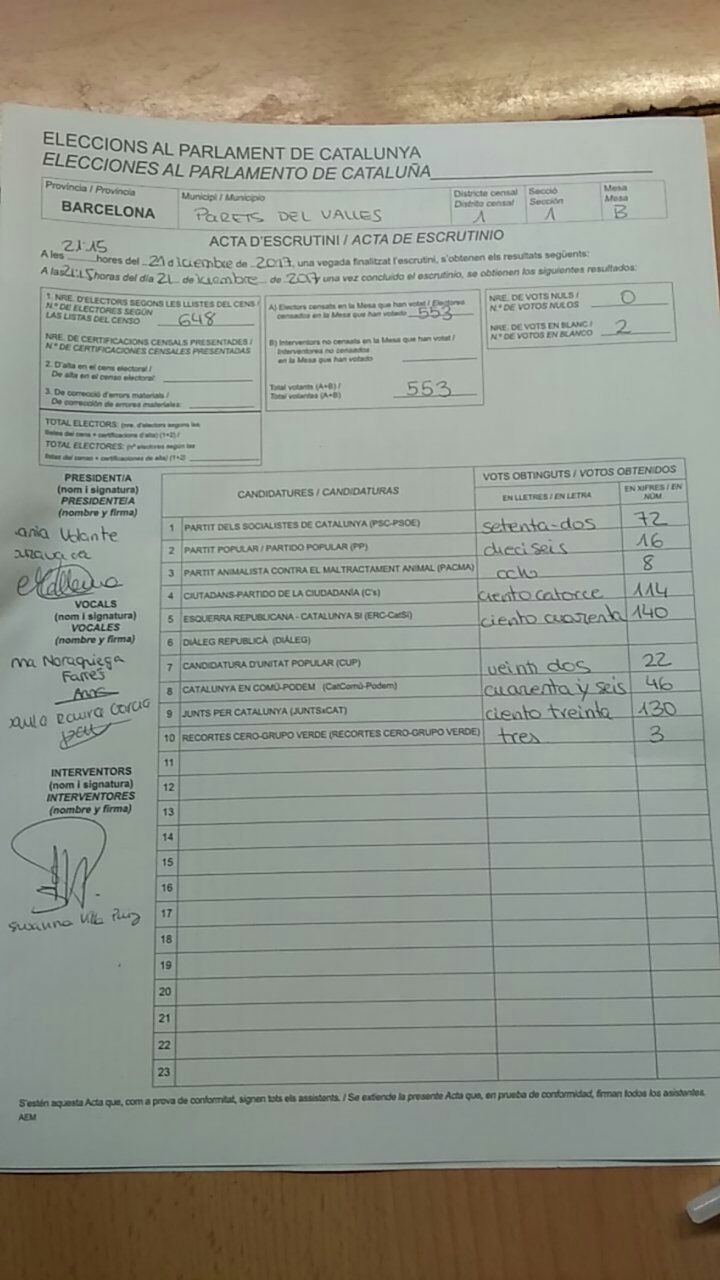 ELECCIONS AL PARLAMENT DE CATALUNYA
ELECCIONES AL PARLAMENTO DE CATALUÑA
Província / Provincia
BARCELONA
Municipi / Municipio
PARETS DEL VALLES
Districte censal
Distrito censal
1
Secció
Sección
1
Mesa
Mesa
B
ACTA D'ESCRUTINI / ACTA DE ESCRUTINIO
A les 21:15 hores del 21 diciembre de 2017, una vegada finalitzat l'escrutini, s'obtenen els resultats següents:
A las 21:15 horas del día 21 de diciembre de 2017 una vez concluido el escrutinio, se obtienen los siguientes resultados:
1. NRE. D'ELECTORS SEGONS LES LLISTES DEL CENS /
N.º DE ELECTORES SEGÚN
LAS LISTAS DEL CENSO 648
NRE. DE CERTIFICACIONS CENSALS PRESENTADES /
N.º DE CERTIFICACIONES CENSALES PRESENTADAS
2. D'alta en el cens electoral /
De alta en el censo electoral:
3. De correcció d'errors materials /
De corrección de errores materiales:
TOTAL ELECTORS: (nre. d'electors segons les
llistes del cens + certificacions d'alta) (1+2) /
TOTAL ELECTORES: (nº electores según las
listas del censo + certificaciones de alta) (1+2)
A) Electors censats en la Mesa que han votat / Electores
censados en la Mesa que han votado 553
B) Interventors no censats en la Mesa que han votat /
Interventores no censados
en la Mesa que han votado
Total votants (A+B) /
Total votantes (A+B) 553
NRE. DE VOTS NULS /
N.º DE VOTOS NULOS 0
NRE. DE VOTS EN BLANC /
N.º DE VOTOS EN BLANCO 2
PRESIDENT/A
(nom i signatura)
PRESIDENTE/A
(nombre y firma)
VOCALS
(nom i signatura)
VOCALES
(nombre y firma)
Noraquiega
Farres
INTERVENTORS
(nom i signatura)
INTERVENTORES
(nombre y firma)
Susanna Villa Puig
CANDIDATURES / CANDIDATURAS
VOTS OBTINGUTS / VOTOS OBTENIDOS
EN LLETRES / EN LETRA
EN XIFRES / EN NÚM.
1 PARTIT DELS SOCIALISTES DE CATALUNYA (PSC-PSOE) setenta-dos 72
2 PARTIT POPULAR / PARTIDO POPULAR (PP) dieciseis 16
3 PARTIT ANIMALISTA CONTRA EL MALTRACTAMENT ANIMAL (PACMA) ocho 8
4 CIUTADANS-PARTIDO DE LA CIUDADANÍA (C's) ciento catorce 114
5 ESQUERRA REPUBLICANA - CATALUNYA SÍ (ERC-CatSí) ciento cuarenta 140
6 DIÀLEG REPUBLICÀ (DIÀLEG)
7 CANDIDATURA D'UNITAT POPULAR (CUP) veinti dos 22
8 CATALUNYA EN COMÚ-PODEM (CatComú-Podem) cuarenta y seis 46
9 JUNTS PER CATALUNYA (JUNTSxCAT) ciento treinta 130
10 RECORTES CERO-GRUPO VERDE (RECORTES CERO-GRUPO VERDE) tres 3
11
12
13
14
15
16
17
18
19
20
21
22
23
S'estén aquesta Acta que, com a prova de conformitat, signen tots els assistents. / Se extiende la presente Acta que, en prueba de conformidad, firman todos los asistentes.
AEM